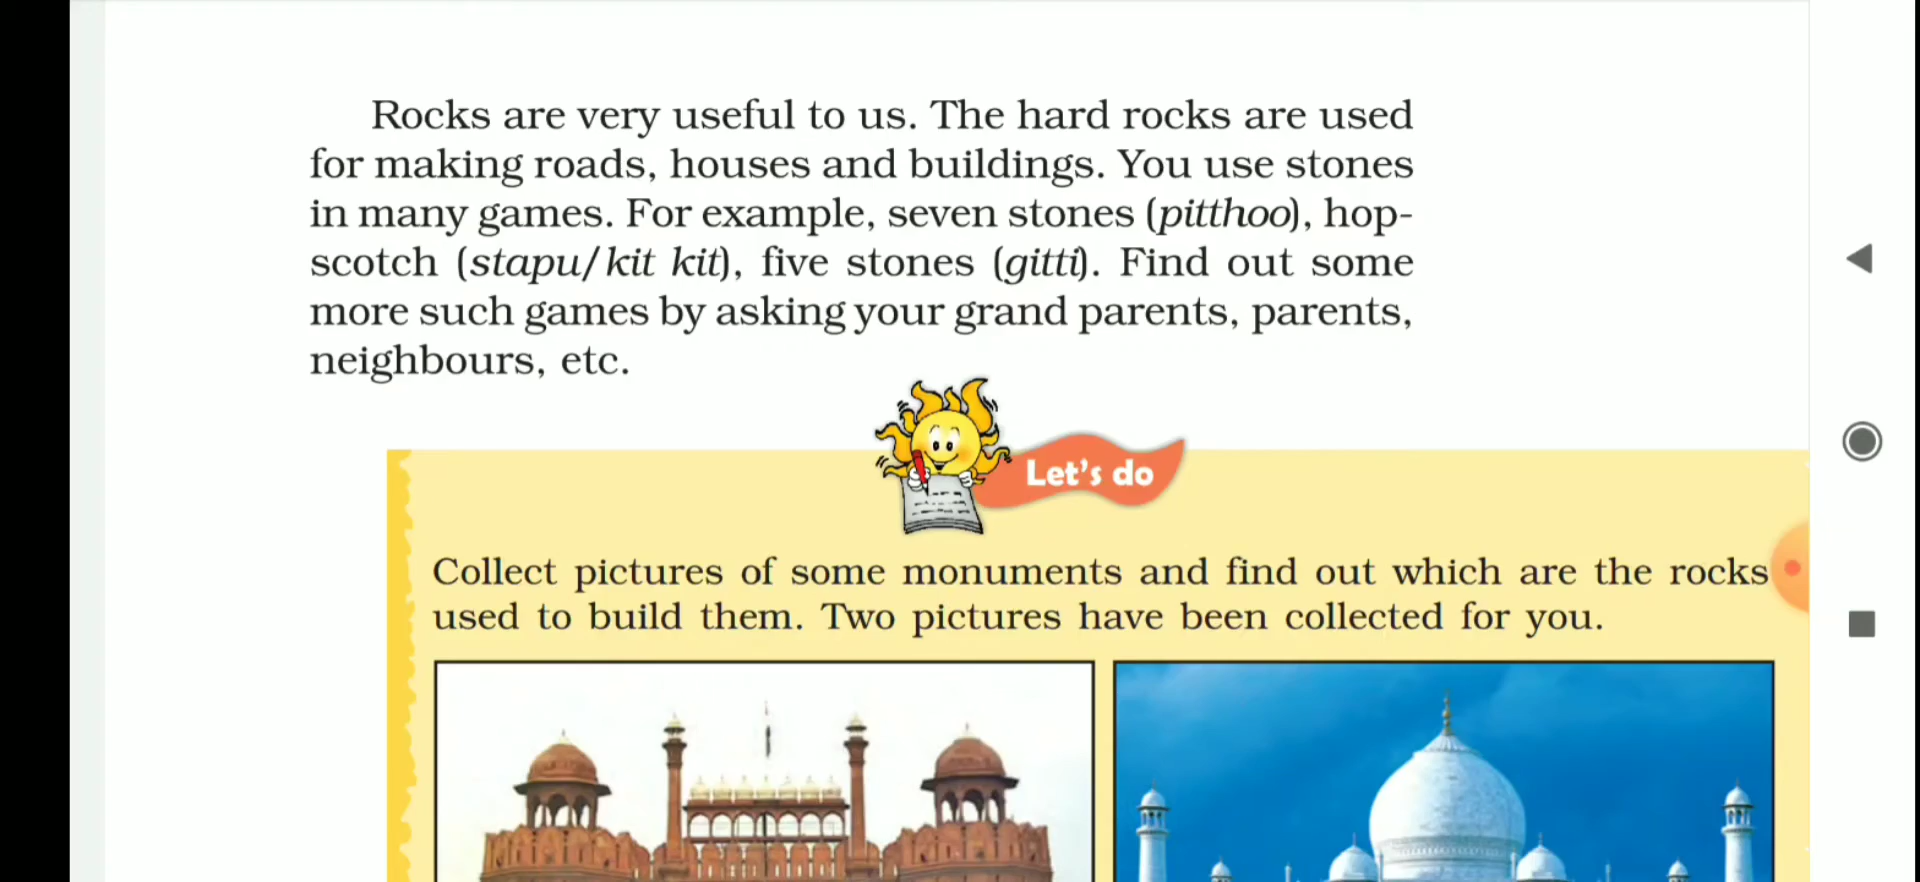 Rocks are very useful to us. The hard rocks are used
for making roads, houses and buildings. You use stones
in many games. For example, seven stones (pitthoo), hop-
scotch (stapu/kit kit), five stones (gitti). Find out some
more such games by asking your grand parents, parents,
neighbours, etc.
Let's do
Collect pictures of some monuments and find out which are the rocks
used to build them. Two pictures have been collected for you.